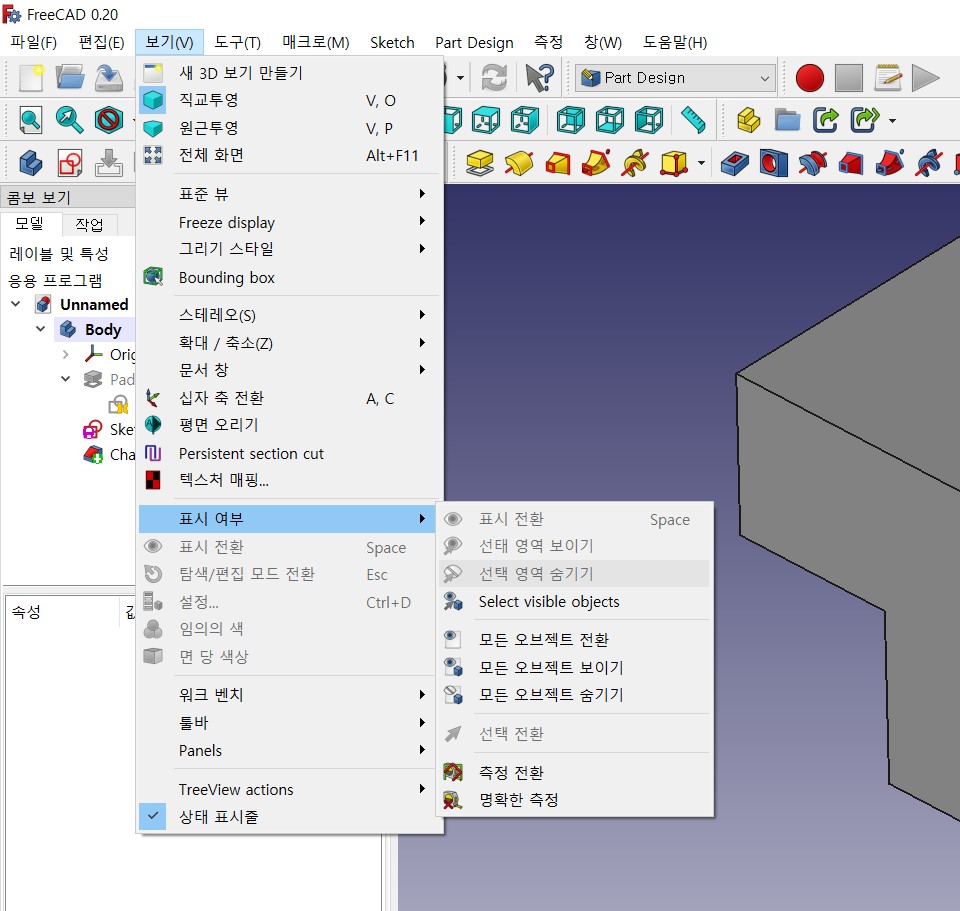 FreeCAD 0.20
파일(F) 편집(E) 보기(V) 도구(T) 매크로(M) Sketch Part Design 측정 창(W) 도움말(H)
Part Design
콤보 보기
모델 작업
레이블 및 특성
응용 프로그램
Unnamed
Body
Orig
Pad
Ske
Cha
속성
새 3D 보기 만들기
직교투영 V, O
원근투영 V, P
전체 화면 Alt+F11
표준 뷰
Freeze display
그리기 스타일
Bounding box
스테레오(S)
확대 / 축소(Z)
문서 창
십자 축 전환 A, C
평면 오리기
Persistent section cut
텍스처 매핑...
표시 여부
표시 전환 Space
탐색/편집 모드 전환 Esc
설정... Ctrl+D
임의의 색
면 당 색상
워크 벤치
툴바
Panels
TreeView actions
상태 표시줄
표시 전환 Space
선태 영역 보이기
선택 영역 숨기기
Select visible objects
모든 오브젝트 전환
모든 오브젝트 보이기
모든 오브젝트 숨기기
선택 전환
측정 전환
명확한 측정